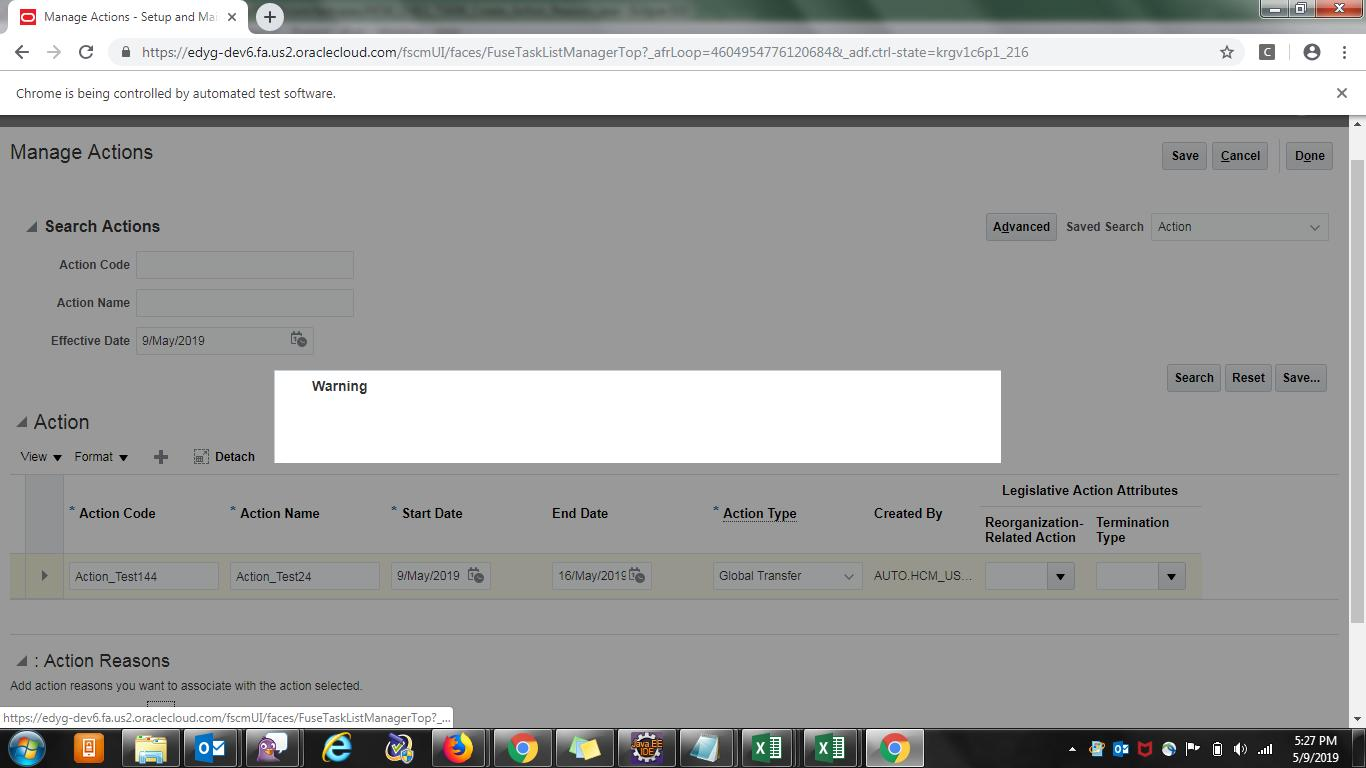 Manage Actions - Setup and Mai
https://edyg-dev6.fa.us2.oraclecloud.com/fscmUI/faces/FuseTaskListManagerTop?_afrLoop=4604954776120684&_adf.ctrl-state=krgv1c6p1_216
Chrome is being controlled by automated test software.
Manage Actions
Save Cancel Done
Search Actions
Advanced Saved Search Action
Action Code
Action Name
Effective Date 9/May/2019
Search Reset Save...
Warning
Action
View Format Detach
Legislative Action Attributes
* Action Code * Action Name * Start Date End Date * Action Type Created By Reorganization-Related Action Termination Type
Action_Test144 Action_Test24 9/May/2019 16/May/2019 Global Transfer AUTO.HCM_US...
: Action Reasons
Add action reasons you want to associate with the action selected.
https://edyg-dev6.fa.us2.oraclecloud.com/fscmUI/faces/FuseTaskListManagerTop?_...
Java EE
IDE
5:27 PM
5/9/2019